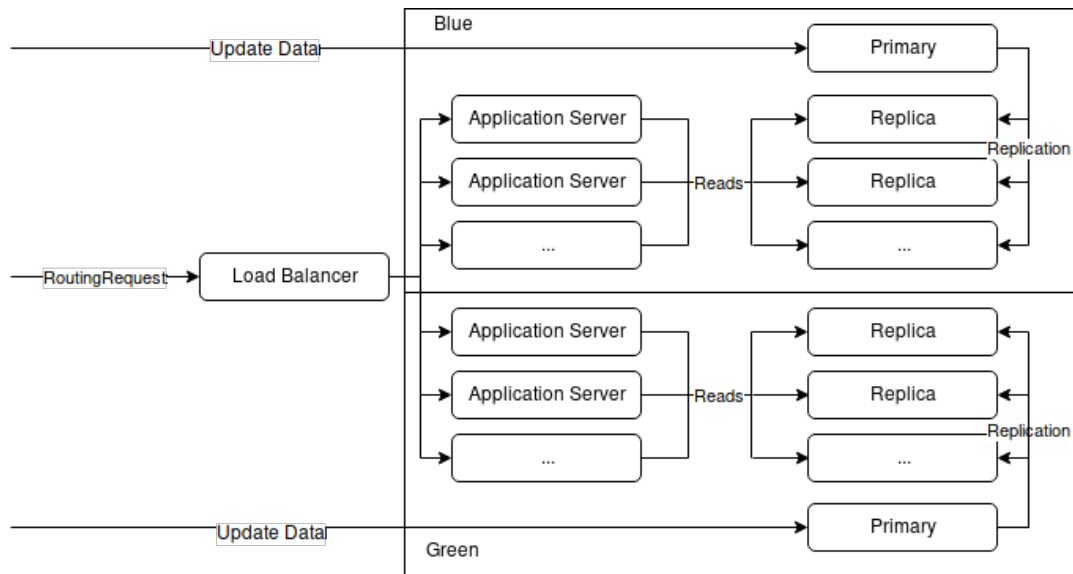 Blue
Update Data
Primary
Application Server
Replica
Replication
Application Server
Reads
Replica
...
...
RoutingRequest
Load Balancer
Application Server
Replica
Application Server
Reads
Replica
Replication
...
...
Update Data
Primary
Green